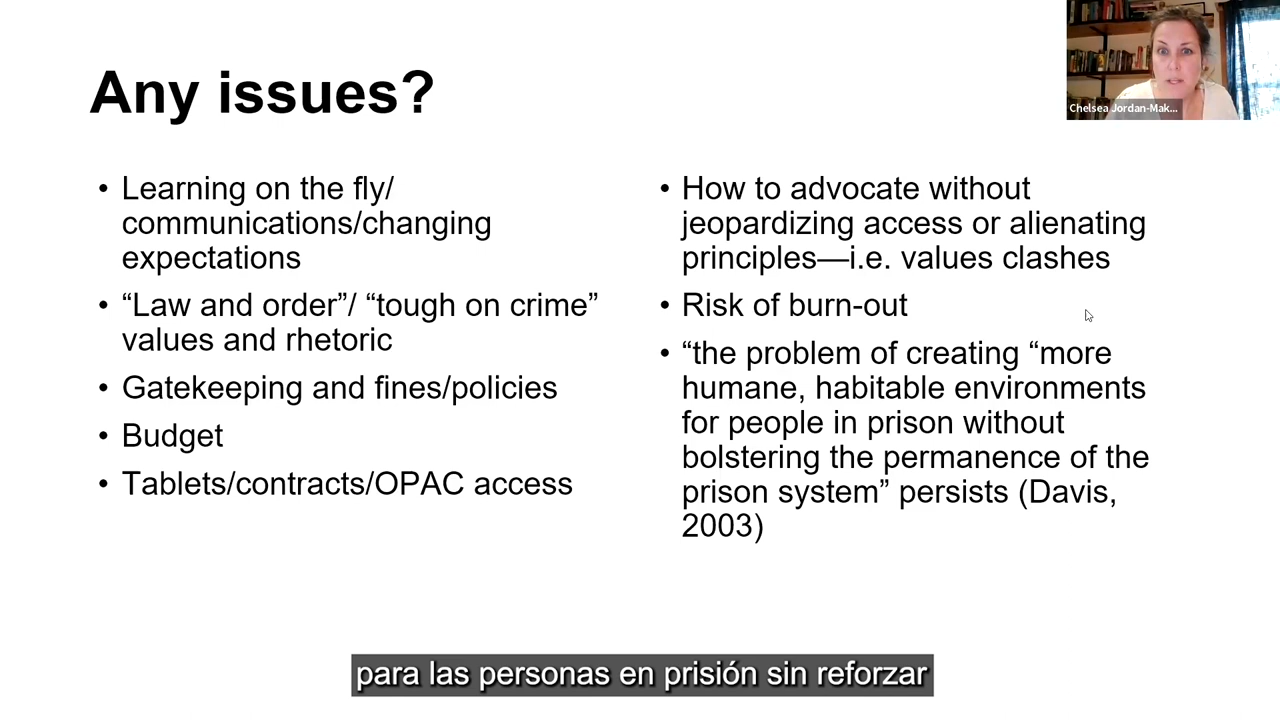 Any issues?
• Learning on the fly/
communications/changing
expectations
• “Law and order”/ “tough on crime”
values and rhetoric
• Gatekeeping and fines/policies
• Budget
• Tablets/contracts/OPAC access
• How to advocate without
jeopardizing access or alienating
principles—i.e. values clashes
• Risk of burn-out
• “the problem of creating “more
humane, habitable environments
for people in prison without
bolstering the permanence of the
prison system” persists (Davis,
2003)
Chelsea Jordan-Mak...
para las personas en prisión sin reforzar